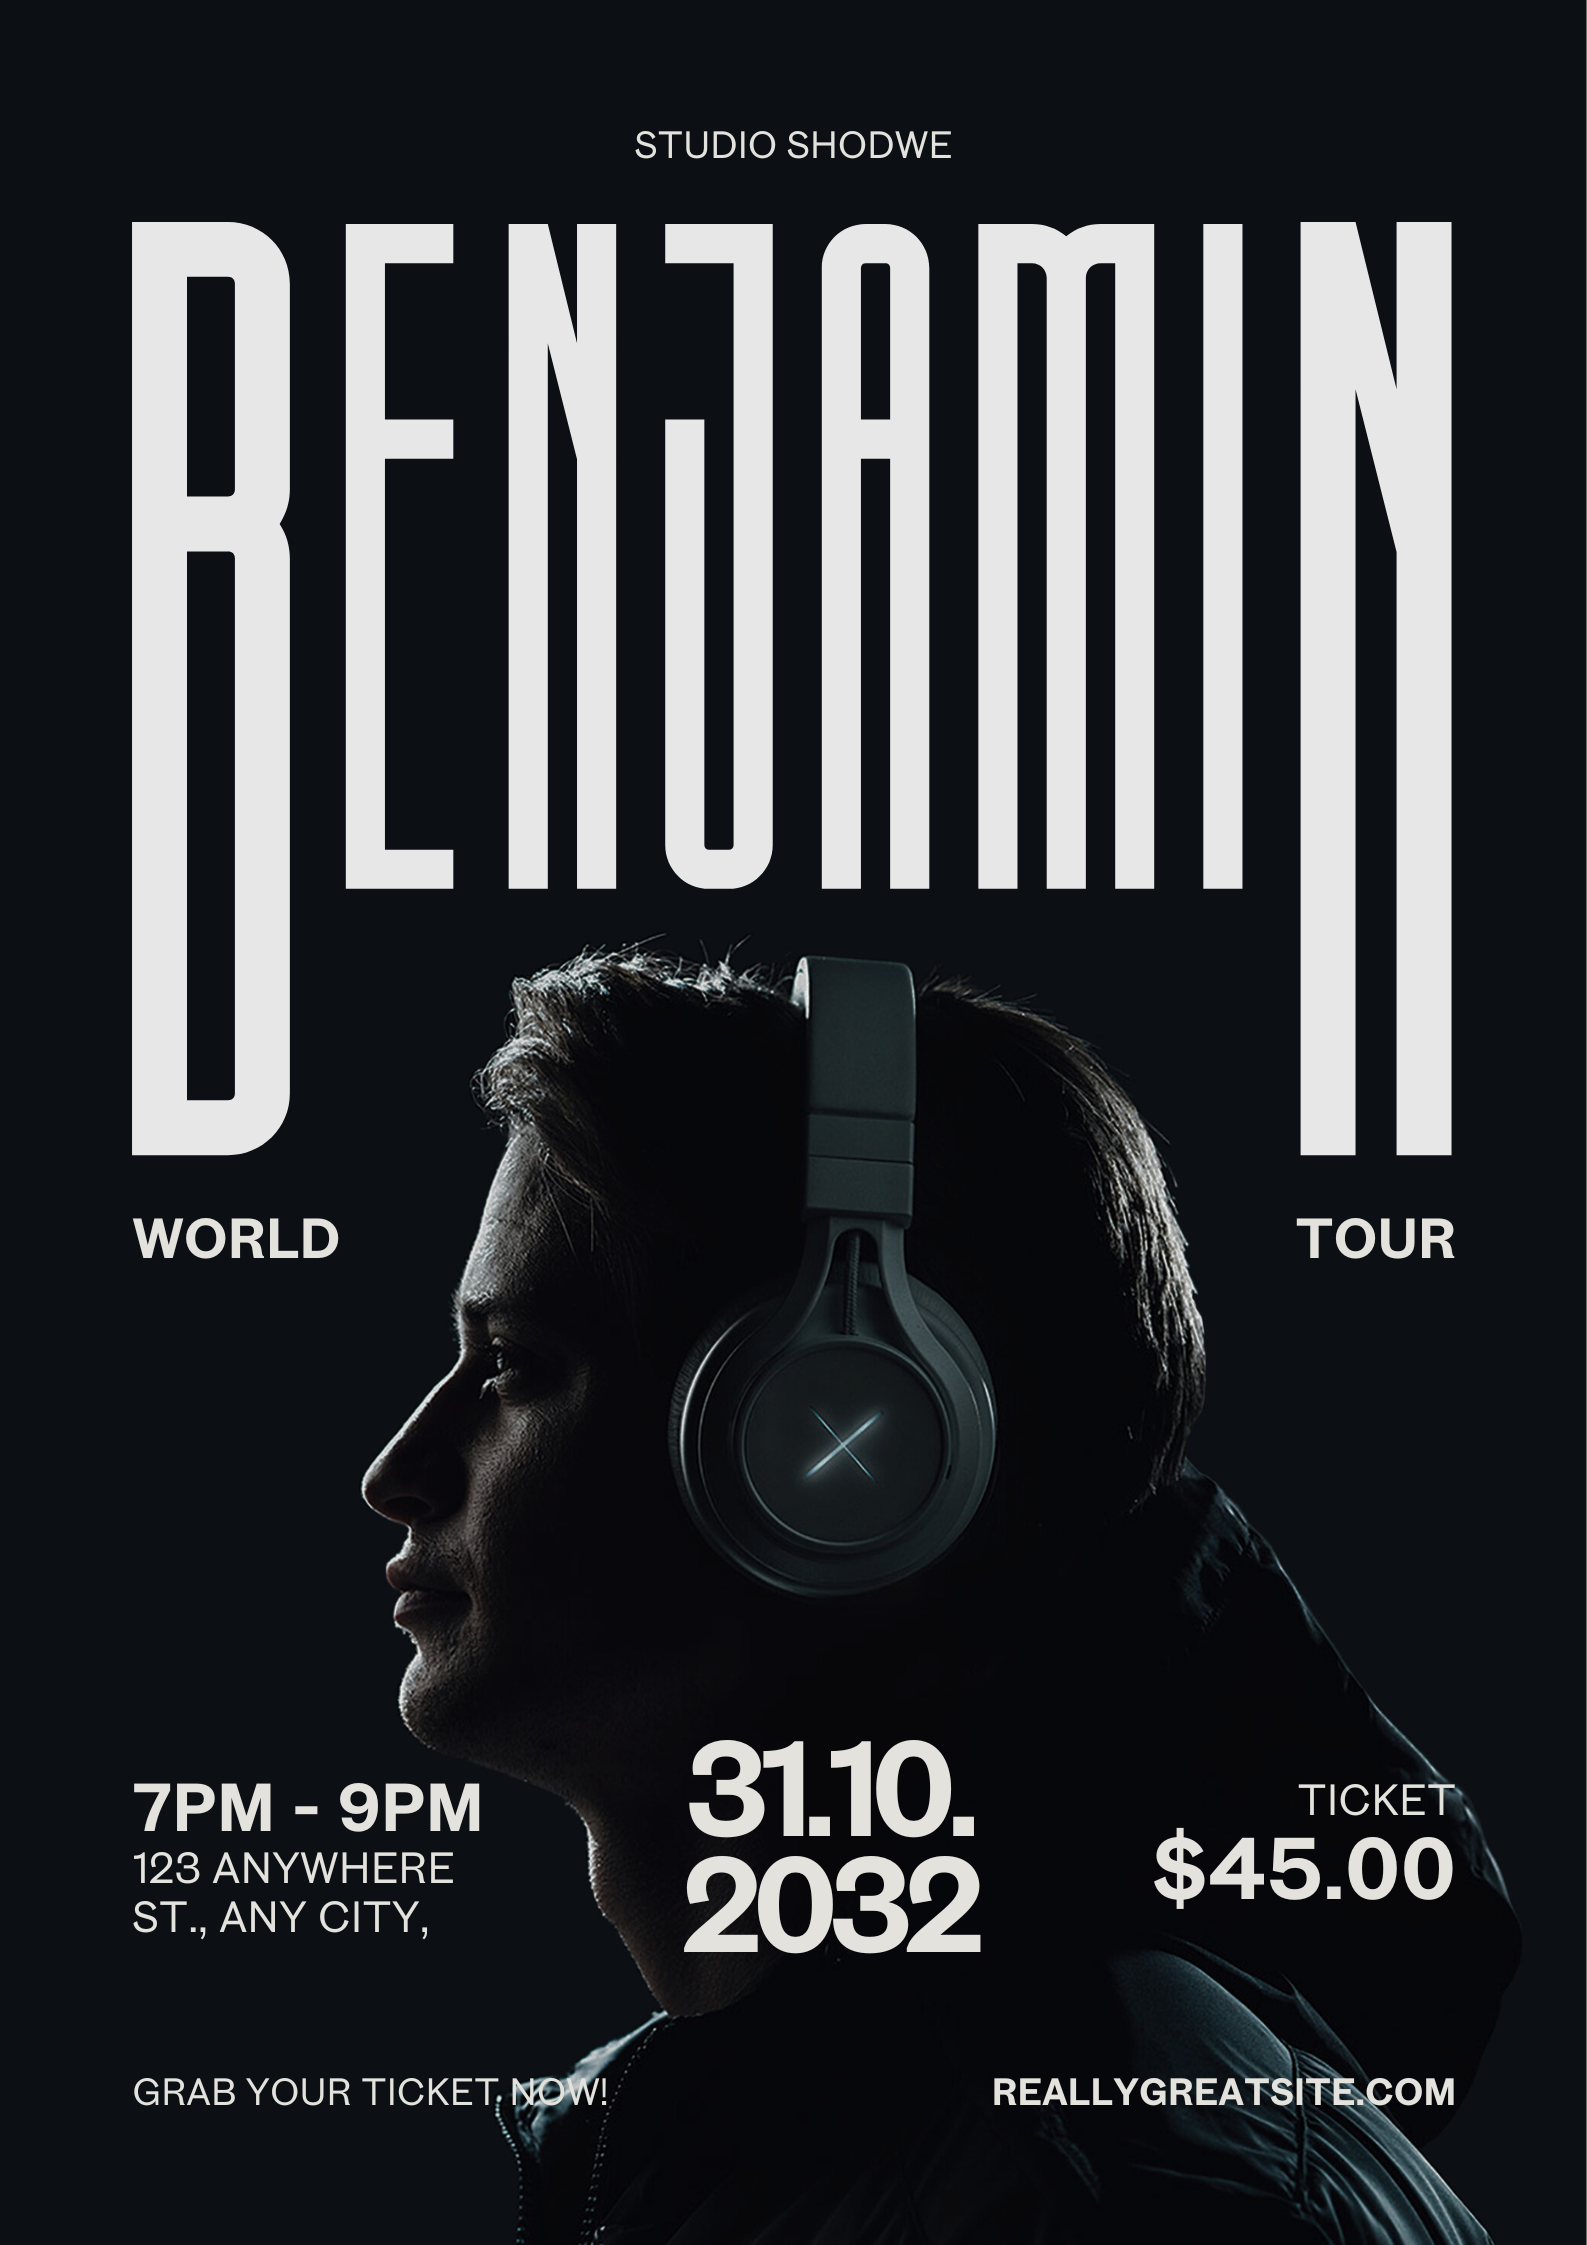 STUDIO SHODWE
BENJAMIN
WORLD
TOUR
7PM - 9PM
123 ANYWHERE
ST., ANY CITY,
31.10.
2032
TICKET
$45.00
GRAB YOUR TICKET NOW!
REALLYGREATSITE.COM